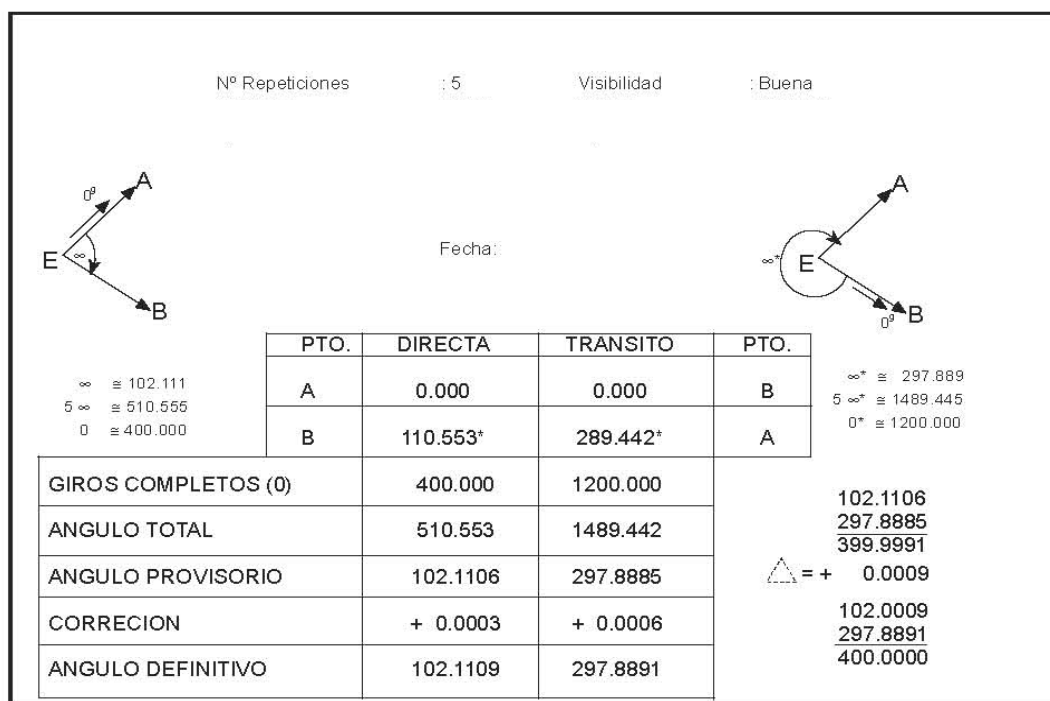 Nº Repeticiones : 5 Visibilidad : Buena
A
0g
E
∞
B
Fecha:
A
∞*
E
0g
B
∞ ≅ 102.111
5 ∞ ≅ 510.555
0 ≅ 400.000
PTO. DIRECTA TRANSITO PTO.
A 0.000 0.000 B
B 110.553* 289.442* A
∞* ≅ 297.889
5 ∞* ≅ 1489.445
0* ≅ 1200.000
GIROS COMPLETOS (0) 400.000 1200.000
ANGULO TOTAL 510.553 1489.442
ANGULO PROVISORIO 102.1106 297.8885
CORRECION + 0.0003 + 0.0006
ANGULO DEFINITIVO 102.1109 297.8891
102.1106
297.8885
399.9991
= + 0.0009
102.0009
297.8891
400.0000